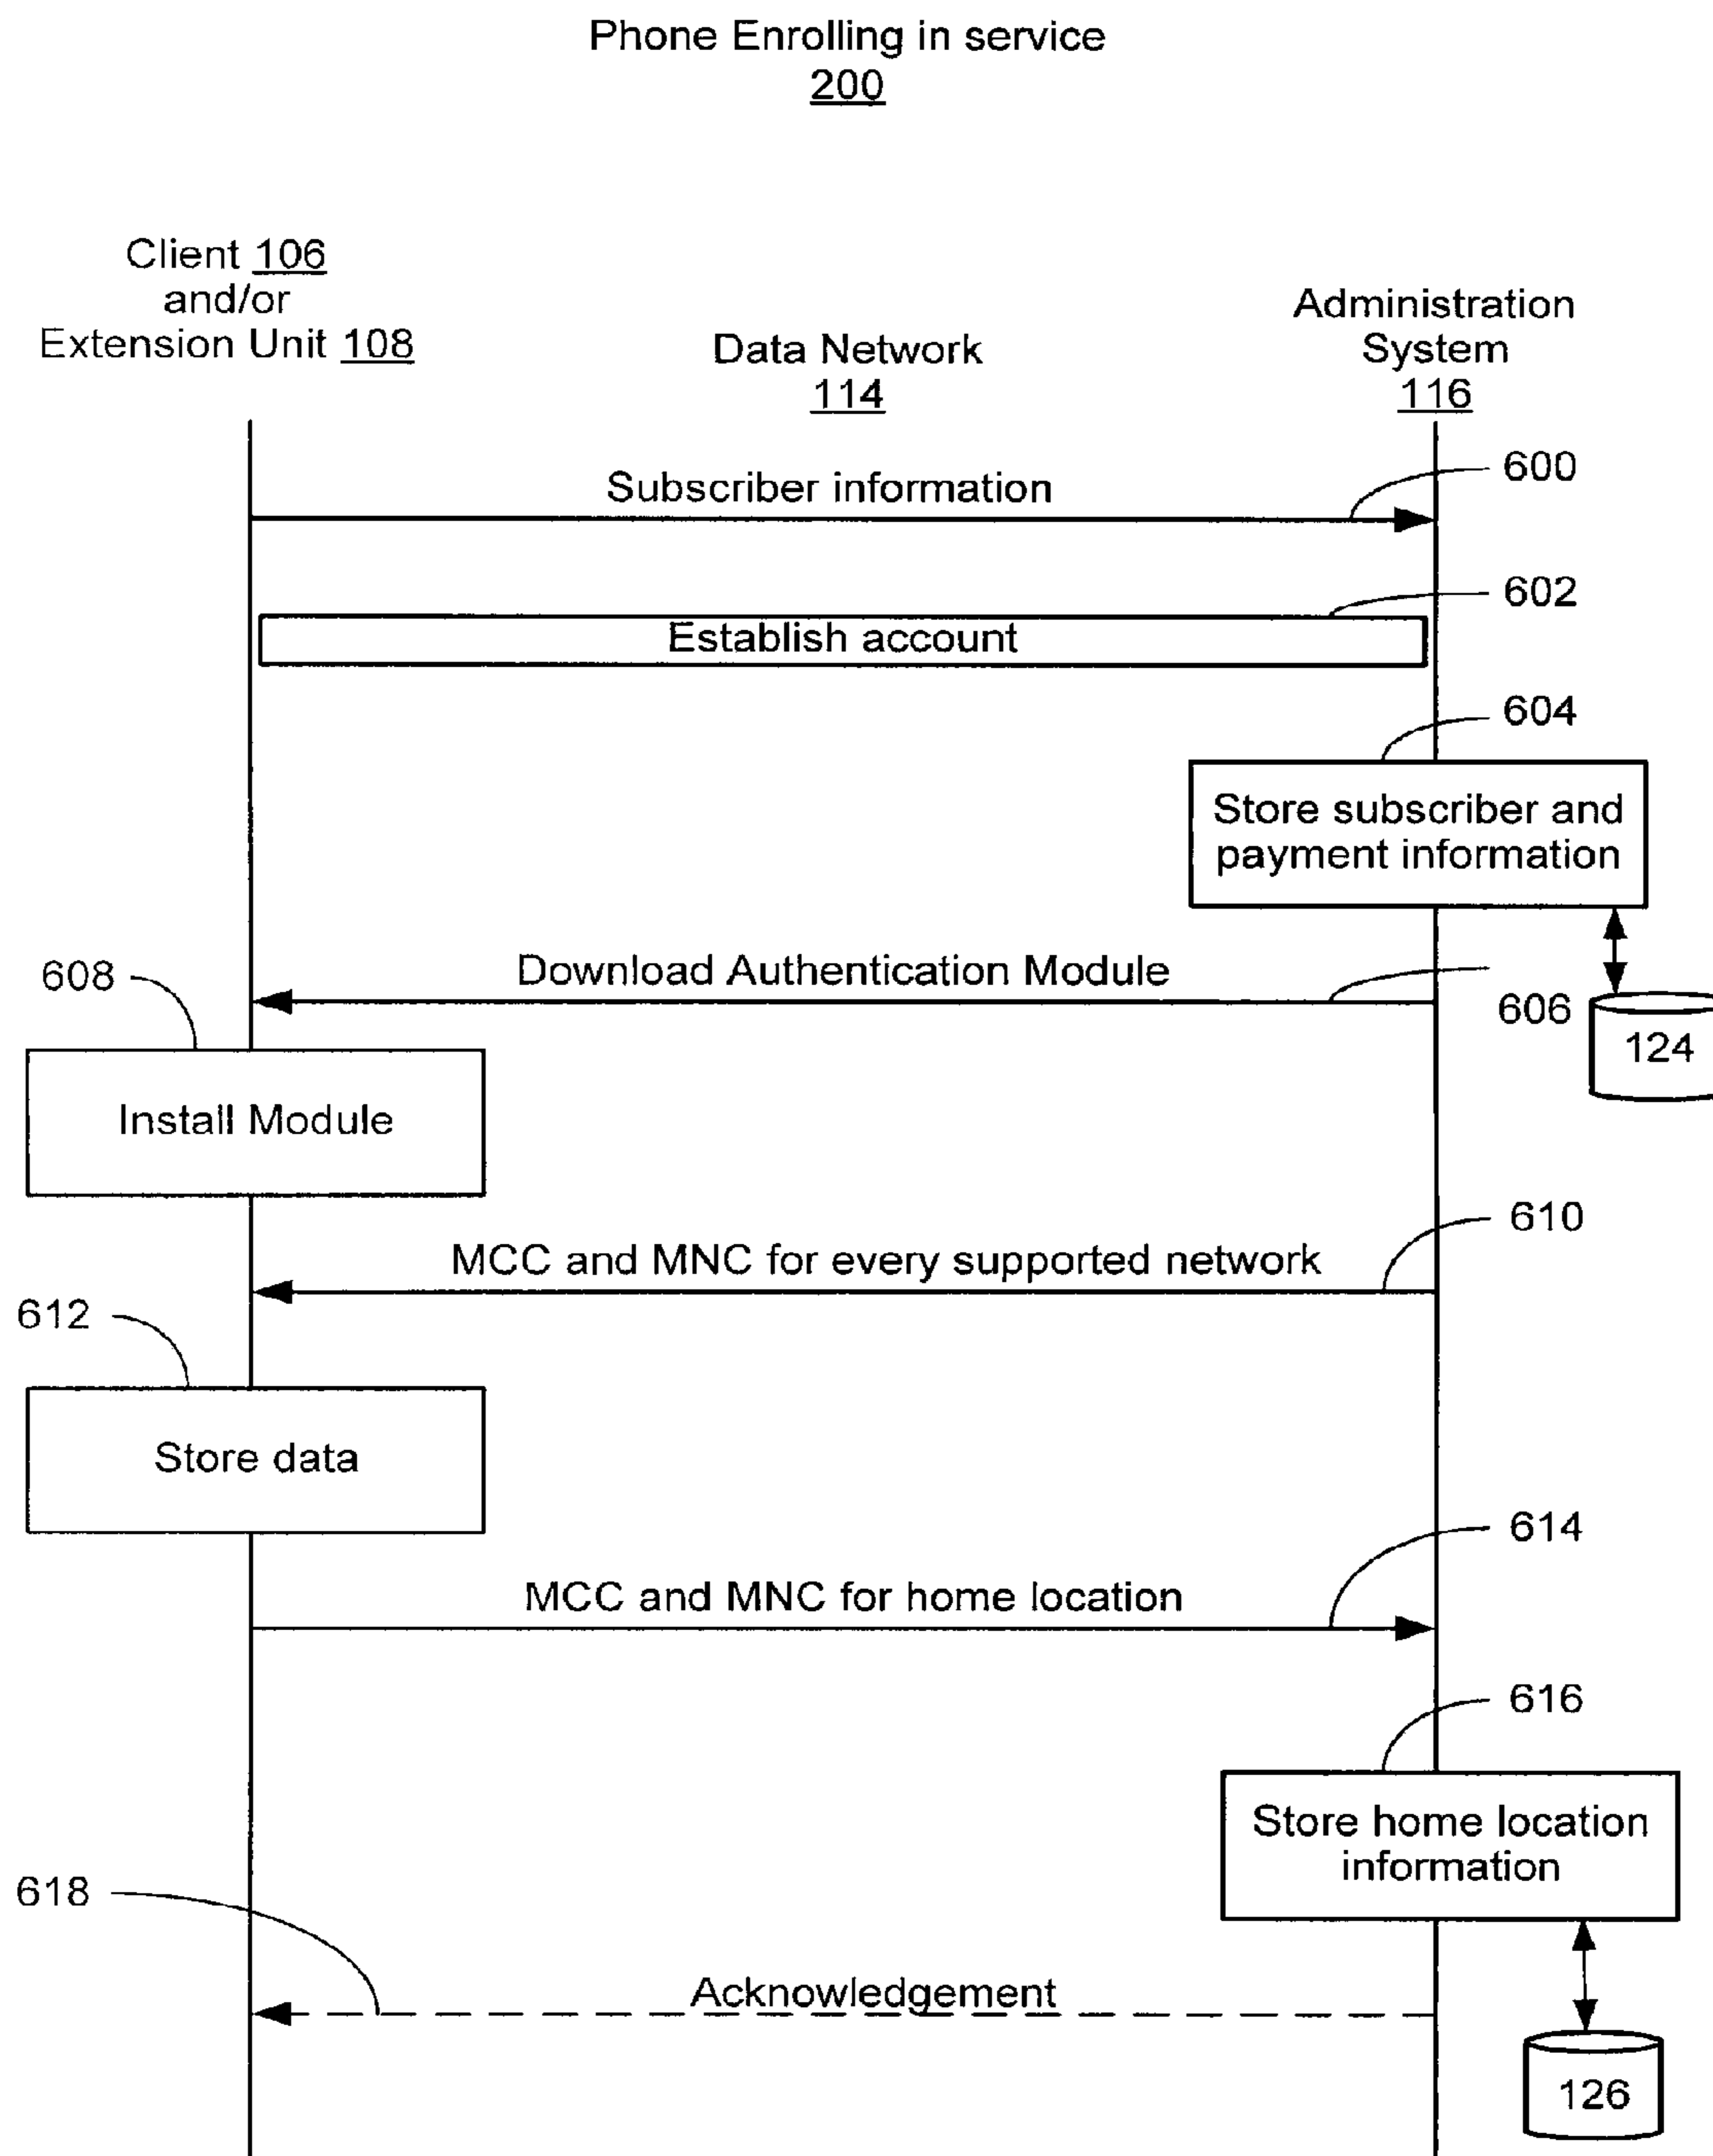 Phone Enrolling in service
200
Client 106
and/or
Extension Unit 108
Data Network
114
Administration
System
116
Subscriber information
600
Establish account
602
604
Store subscriber and
payment information
Download Authentication Module
606
124
608
Install Module
610
MCC and MNC for every supported network
612
Store data
614
MCC and MNC for home location
616
Store home location
information
618
Acknowledgement
126